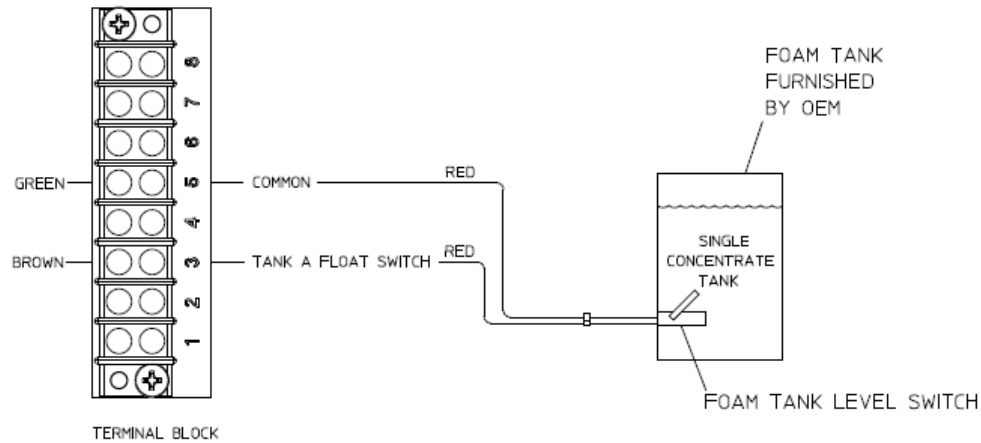 8
7
6
GREEN
5
COMMON
RED
4
BROWN
3
TANK A FLOAT SWITCH
RED
2
1
TERMINAL BLOCK
FOAM TANK
FURNISHED
BY OEM
SINGLE
CONCENTRATE
TANK
FOAM TANK LEVEL SWITCH